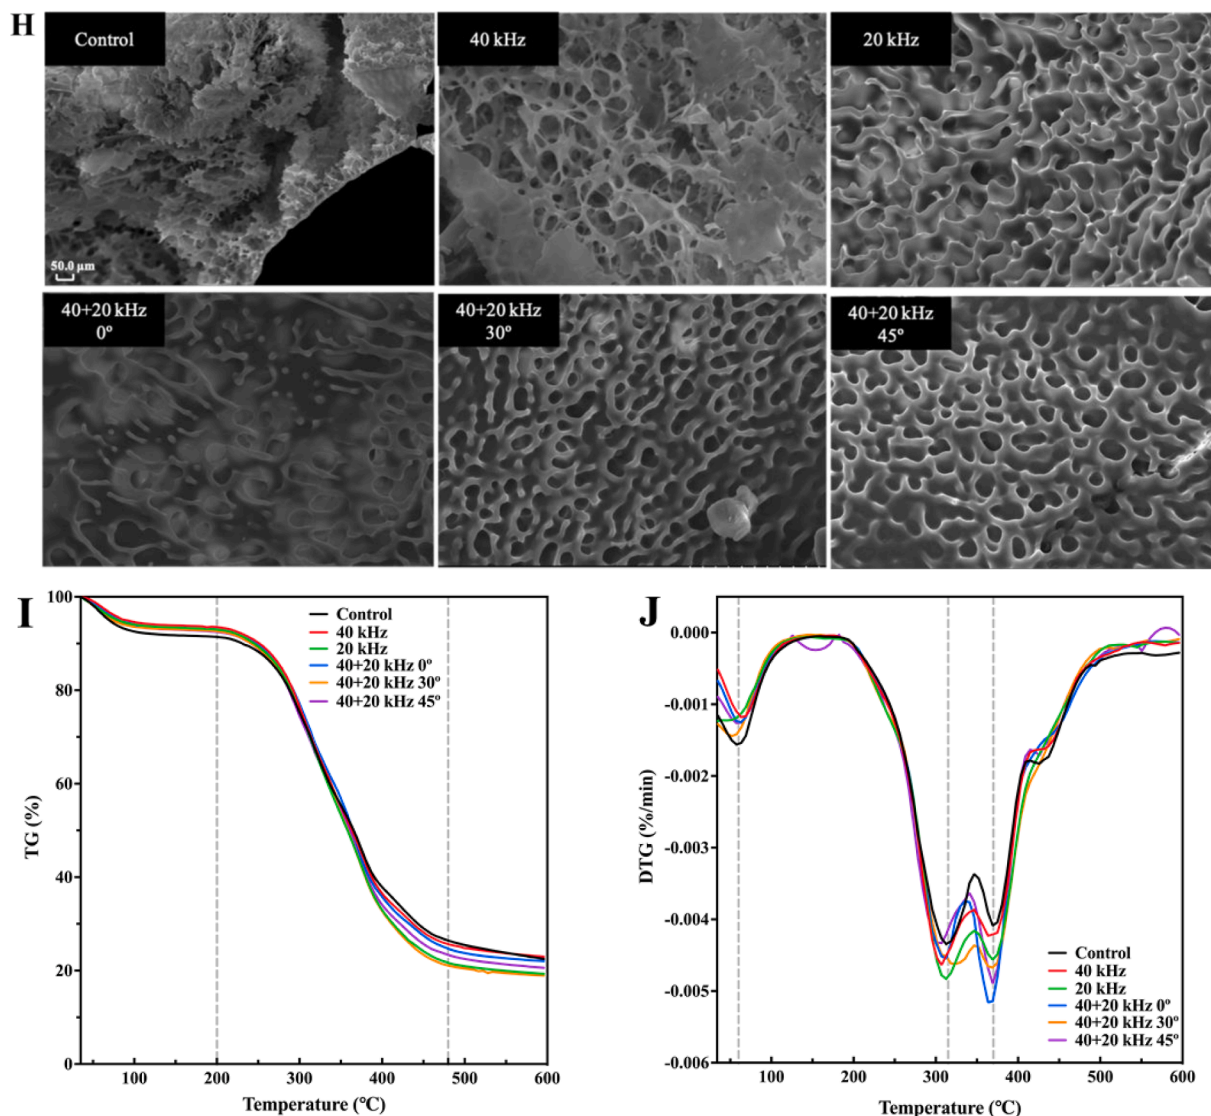 H
Control
40 kHz
20 kHz
50.0 µm
40+20 kHz
0º
40+20 kHz
30º
40+20 kHz
45º
I
100
80
60
40
20
0
TG (%)
Control
40 kHz
20 kHz
40+20 kHz 0º
40+20 kHz 30º
40+20 kHz 45º
100
200
300
400
500
600
Temperature (℃)
J
0.000
-0.001
-0.002
-0.003
-0.004
-0.005
-0.006
DTG (%/min)
Control
40 kHz
20 kHz
40+20 kHz 0º
40+20 kHz 30º
40+20 kHz 45º
100
200
300
400
500
600
Temperature (℃)